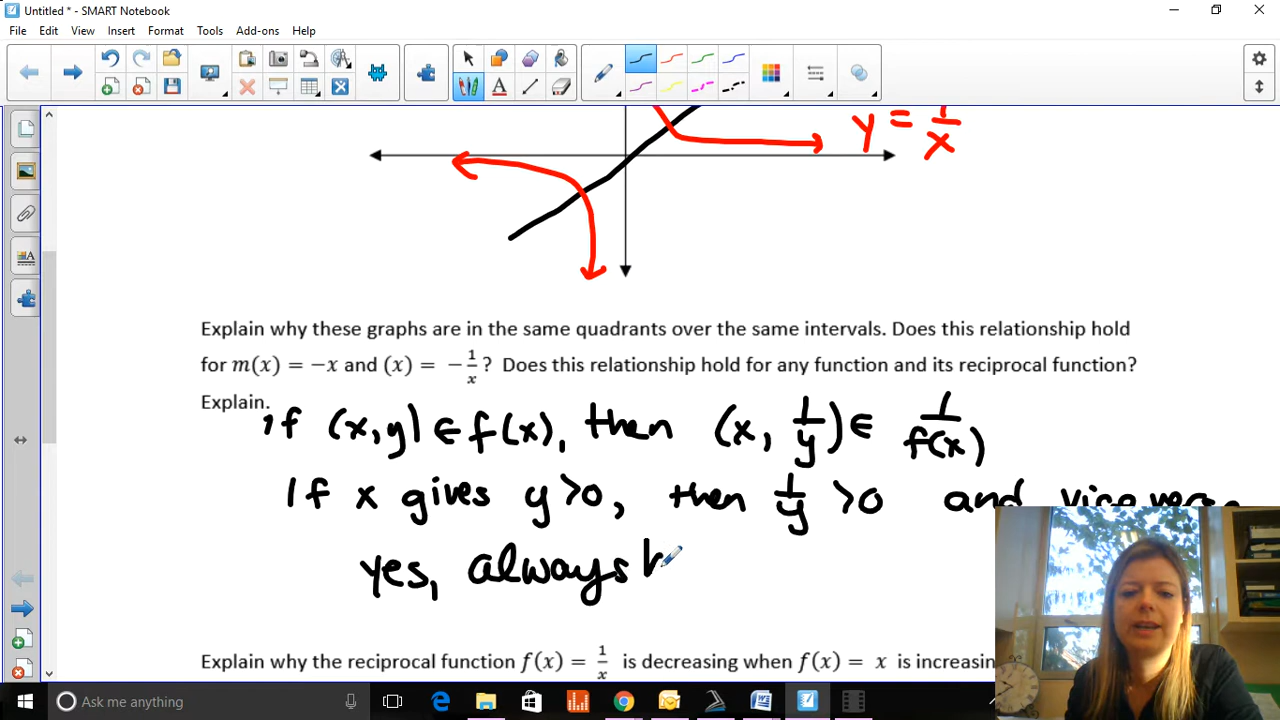 Untitled * - SMART Notebook
File Edit View Insert Format Tools Add-ons Help
y = 1/x
Explain why these graphs are in the same quadrants over the same intervals. Does this relationship hold
for m(x) = −x and (x) = −1/x ? Does this relationship hold for any function and its reciprocal function?
Explain.
if (x,y) ∈ f(x), then (x, 1/y) ∈ 1/f(x)
If x gives y >0, then 1/y >0 and vice vers
yes, always h
Explain why the reciprocal function f(x) = 1/x is decreasing when f(x) = x is increasin
Ask me anything